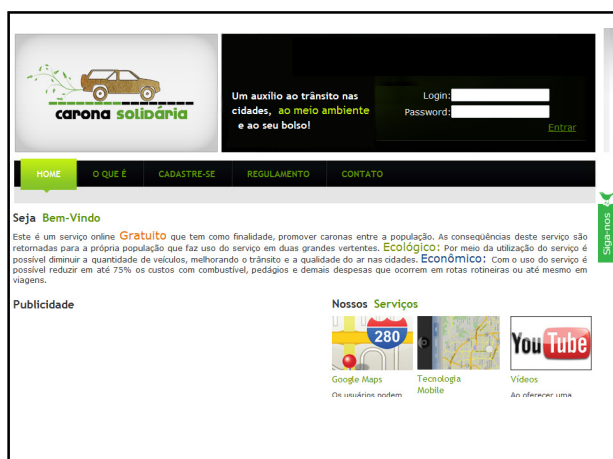 carona solidária
Um auxílio ao trânsito nas
cidades, ao meio ambiente
e ao seu bolso!
Login:
Password:
Entrar
HOME O QUE É CADASTRE-SE REGULAMENTO CONTATO
Siga-nos
Seja Bem-Vindo
Este é um serviço online Gratuito que tem como finalidade, promover caronas entre a população. As conseqüências deste serviço são
retornadas para a própria população que faz uso do serviço em duas grandes vertentes. Ecológico: Por meio da utilização do serviço é
possível diminuir a quantidade de veículos, melhorando o trânsito e a qualidade do ar nas cidades. Econômico: Com o uso do serviço é
possível reduzir em até 75% os custos com combustível, pedágios e demais despesas que ocorrem em rotas rotineiras ou até mesmo em
viagens.
Publicidade
Nossos Serviços
280
You Tube
Google Maps
Tecnologia
Mobile
Vídeos
Os usuários podem
Ao oferecer uma